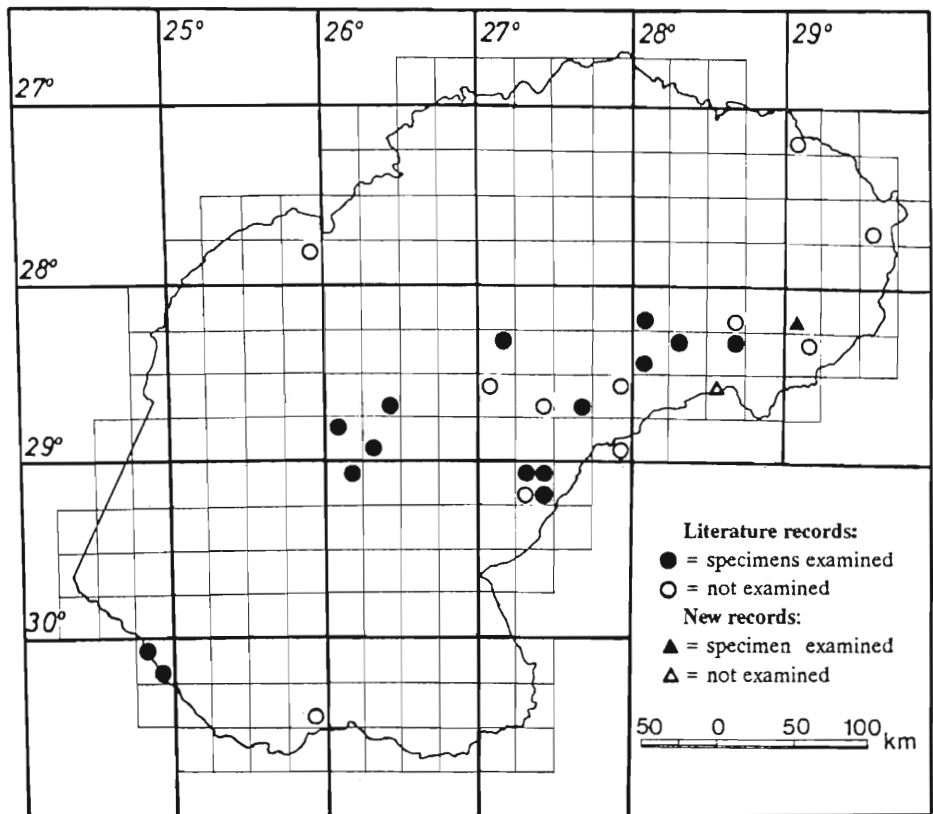 25° 26° 27° 28° 29°
27°
28°
29°
30°
Literature records:
● = specimens examined
○ = not examined
New records:
▲ = specimen examined
△ = not examined
50 0 50 100 km